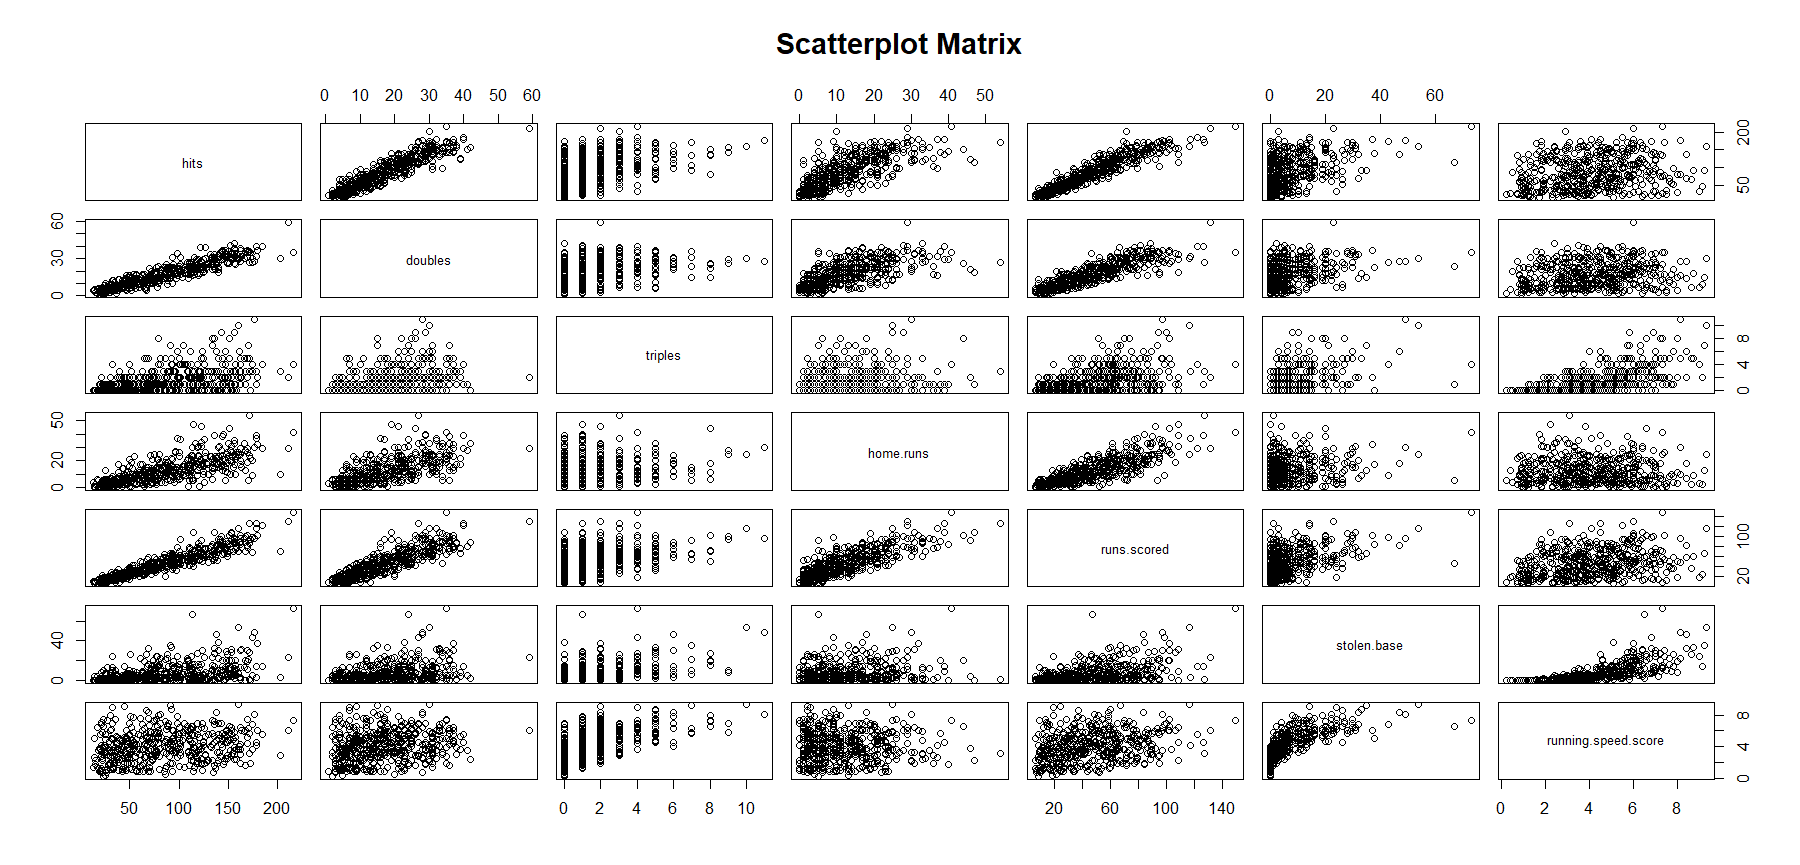 Scatterplot Matrix
0 10 20 30 40 50 60
0 10 20 30 40 50
0 20 40 60
hits
50 200
0 30 60
doubles
triples
0 4 8
0 20 50
home.runs
runs.scored
20 100
0 40
stolen.base
running.speed.score
0 4 8
50 100 150 200
0 2 4 6 8 10
20 60 100 140
0 2 4 6 8